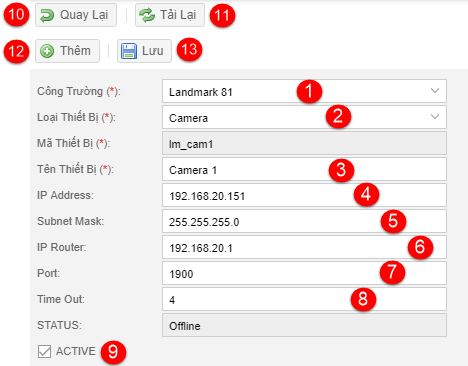 10 Quay Lại Tải Lại 11
12 Thêm Lưu 13
Công Trường (*): Landmark 81 1
Loại Thiết Bị (*): Camera 2
Mã Thiết Bị (*): lm_cam1
Tên Thiết Bị (*): Camera 1 3
IP Address: 192.168.20.151 4
Subnet Mask: 255.255.255.0 5
IP Router: 192.168.20.1 6
Port: 1900 7
Time Out: 4 8
STATUS: Offline
ACTIVE 9